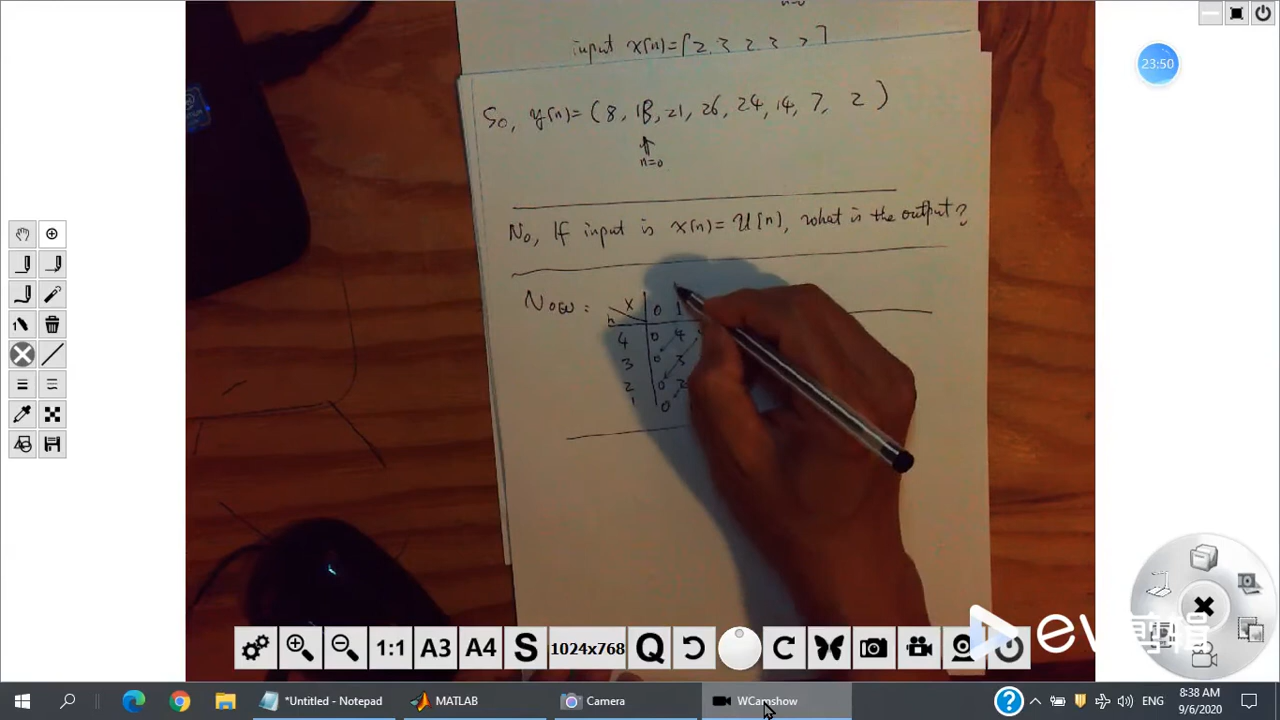 n=0
input x(n)=[2 3 2 3 2]
So, y(n)=(8, 18, 21, 26, 24, 14, 7, 2)
n=0
No, If input is x(n)= U(n), what is the output?
Now: x 0 1
h
4 0 4
3 0 3
2 0 2
1 0
23:50
1:1 A3 A4 S 1024x768 Q
*Untitled - Notepad MATLAB Camera WCamshow ENG 8:38 AM
9/6/2020